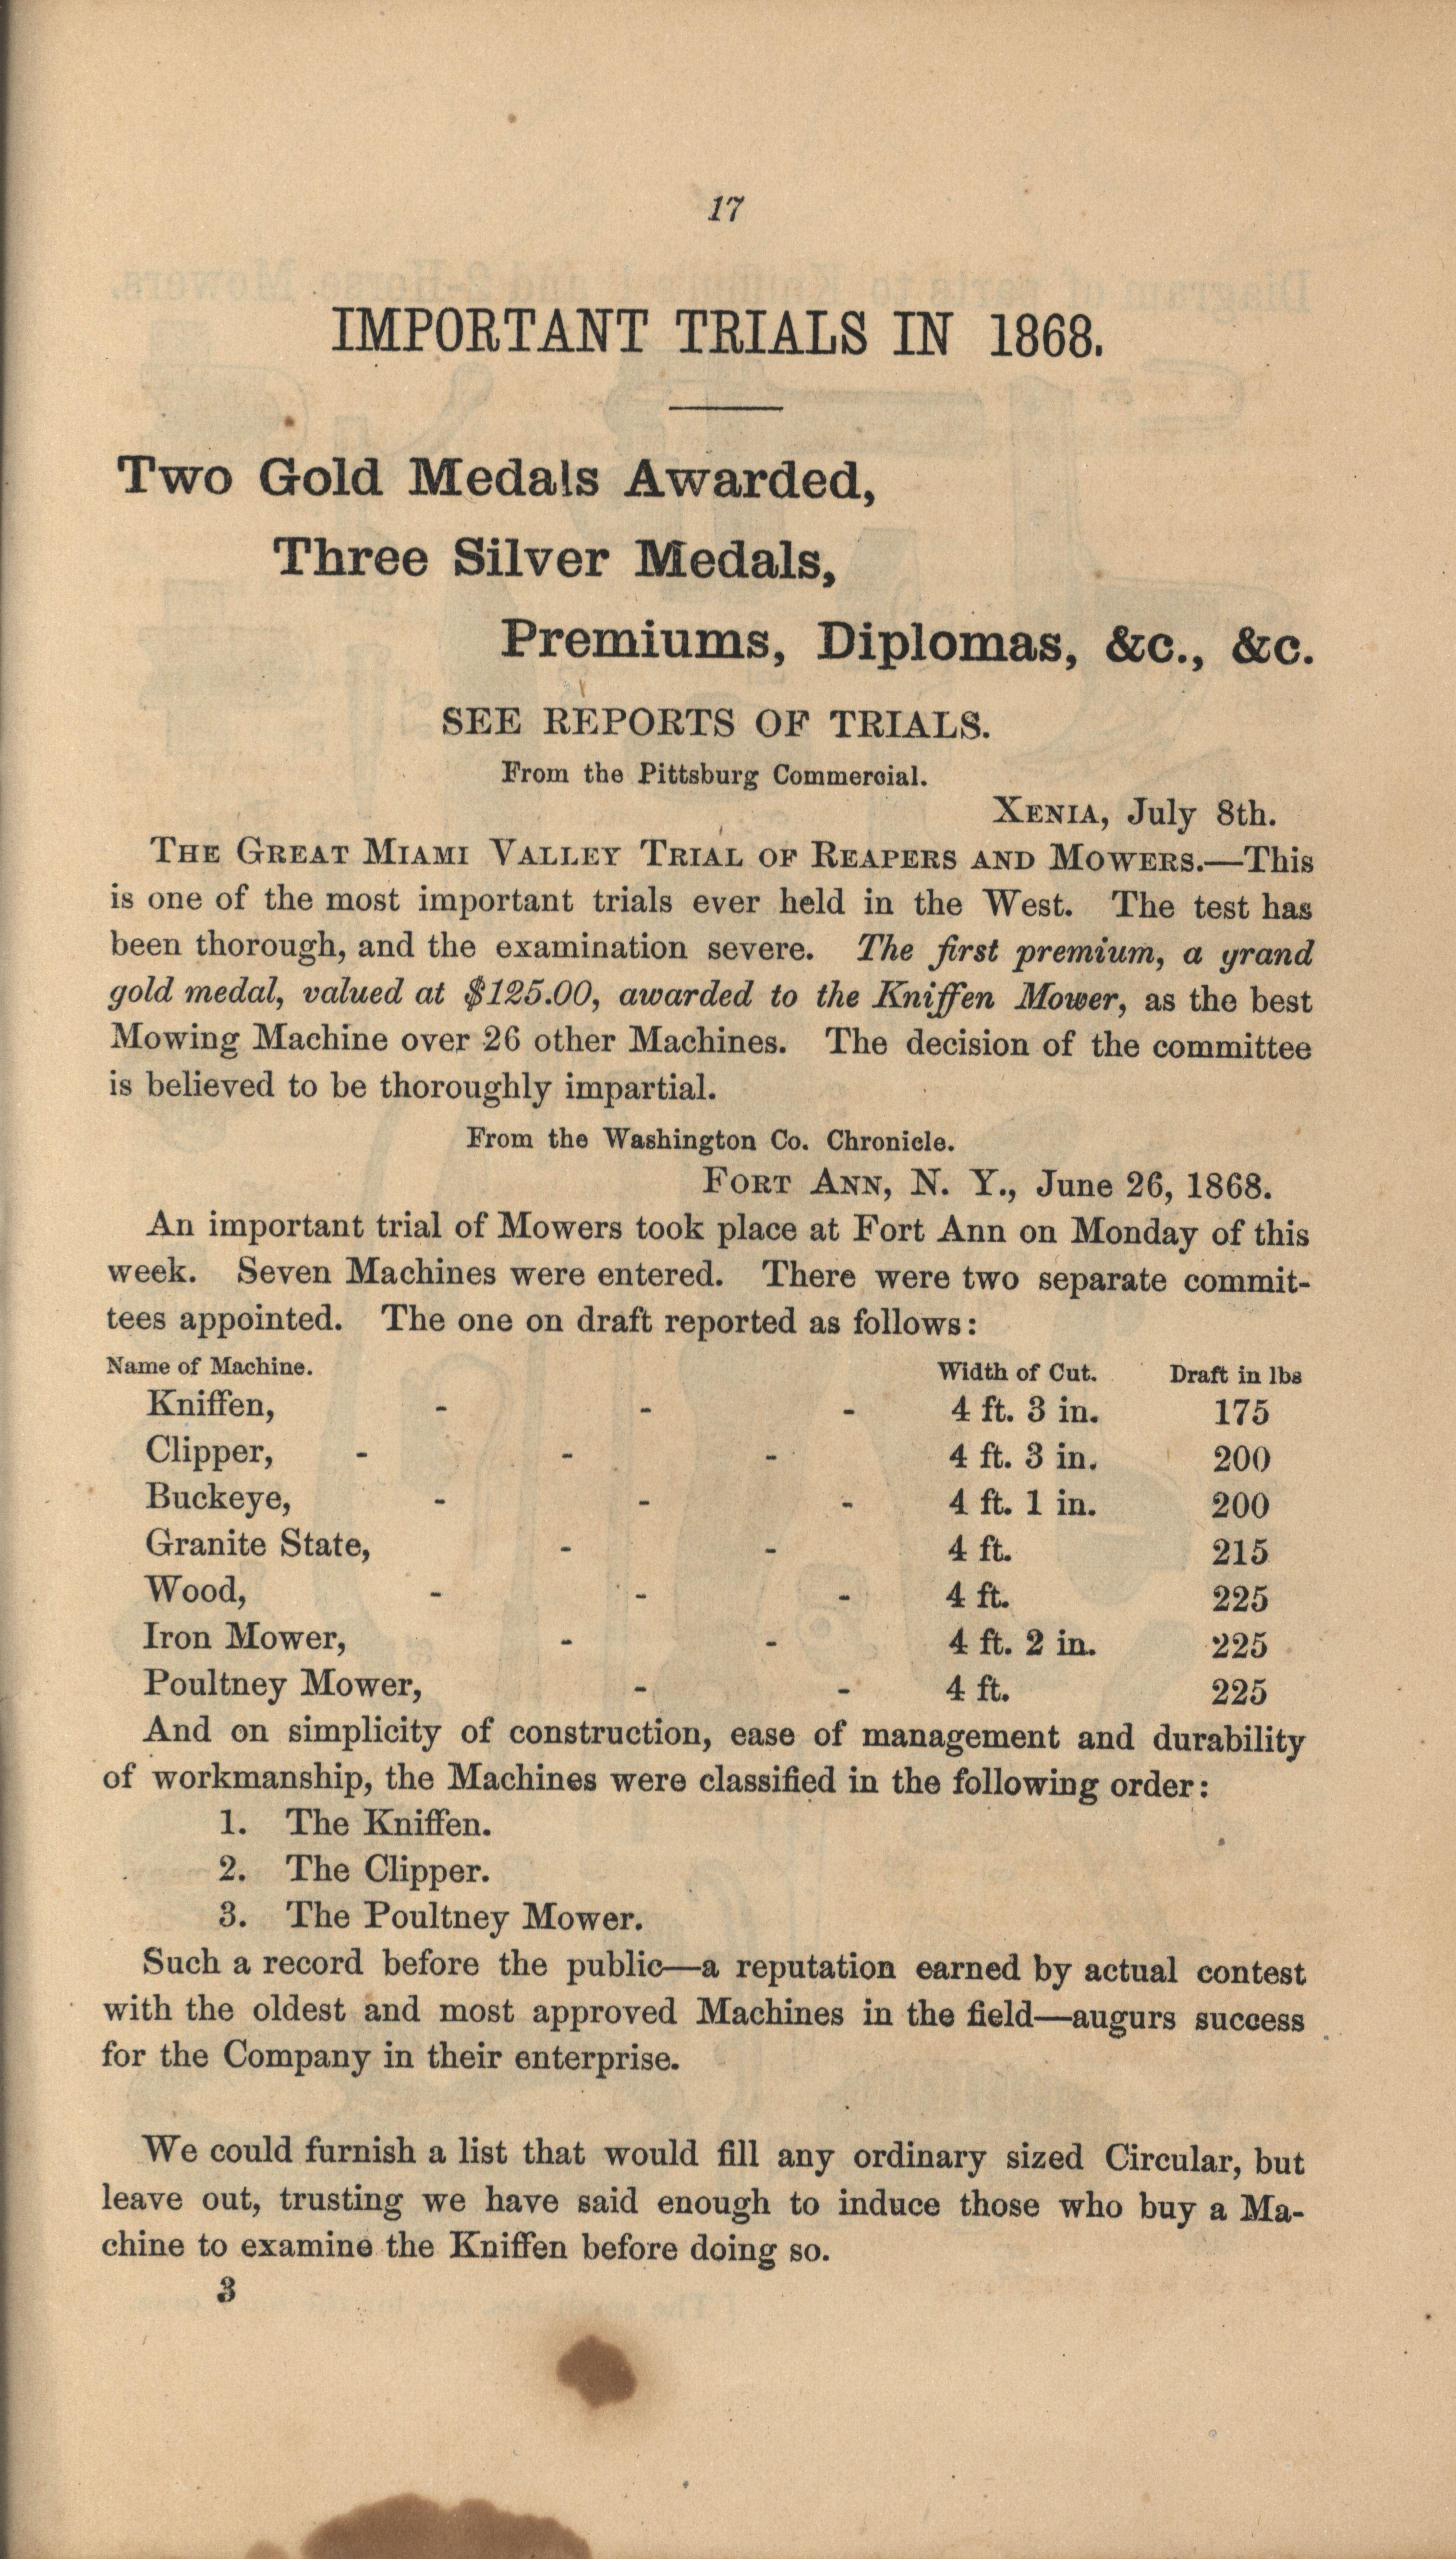 17
IMPORTANT TRIALS IN 1868.
Two Gold Medals Awarded,
Three Silver Medals,
Premiums, Diplomas, &c., &c.
SEE REPORTS OF TRIALS.
From the Pittsburg Commercial.
XENIA, July 8th.
THE GREAT MIAMI VALLEY TRIAL OF REAPERS AND MOWERS.—This
is one of the most important trials ever held in the West. The test has
been thorough, and the examination severe. The first premium, a grand
gold medal, valued at $125.00, awarded to the Kniffen Mower, as the best
Mowing Machine over 26 other Machines. The decision of the committee
is believed to be thoroughly impartial.
From the Washington Co. Chronicle.
FORT ANN, N. Y., June 26, 1868.
An important trial of Mowers took place at Fort Ann on Monday of this
week. Seven Machines were entered. There were two separate commit-
tees appointed. The one on draft reported as follows:
Name of Machine. Width of Cut. Draft in lbs
Kniffen, - - - 4 ft. 3 in. 175
Clipper, - - - 4 ft. 3 in. 200
Buckeye, - - - 4 ft. 1 in. 200
Granite State, - - 4 ft. 215
Wood, - - - 4 ft. 225
Iron Mower, - - 4 ft. 2 in. 225
Poultney Mower, - - 4 ft. 225
And on simplicity of construction, ease of management and durability
of workmanship, the Machines were classified in the following order:
1. The Kniffen.
2. The Clipper.
3. The Poultney Mower.
Such a record before the public—a reputation earned by actual contest
with the oldest and most approved Machines in the field—augurs success
for the Company in their enterprise.
We could furnish a list that would fill any ordinary sized Circular, but
leave out, trusting we have said enough to induce those who buy a Ma-
chine to examine the Kniffen before doing so.
3